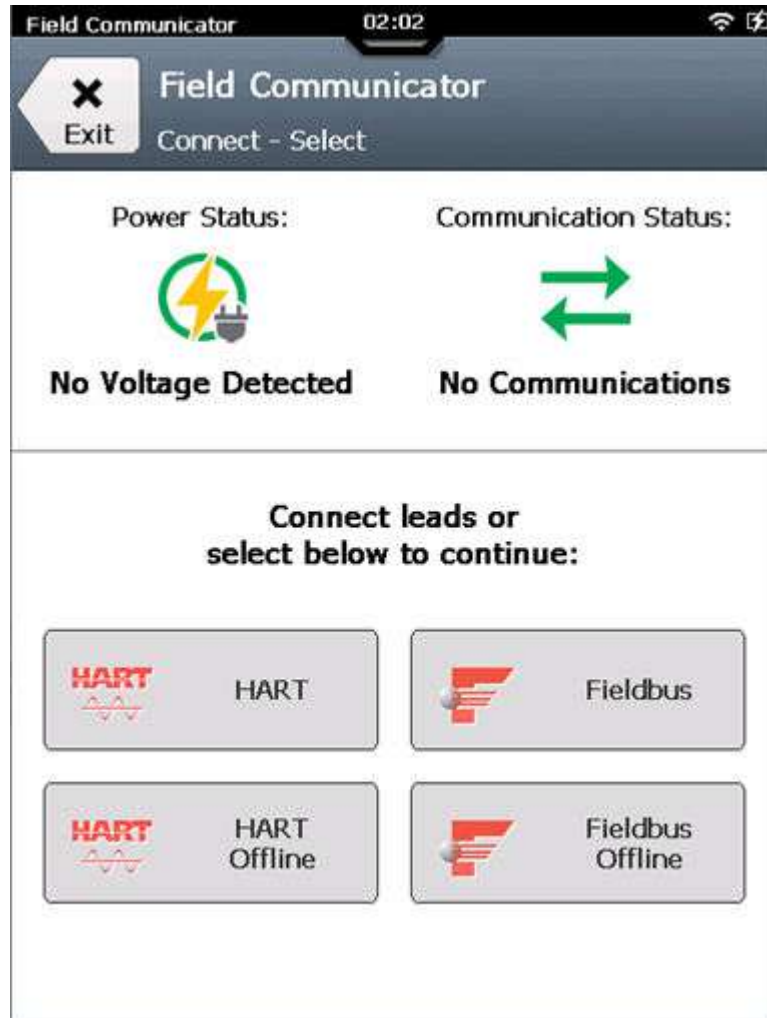 Field Communicator 02:02
Exit
Field Communicator
Connect - Select
Power Status:
Communication Status:
No Voltage Detected
No Communications
Connect leads or
select below to continue:
HART HART
Fieldbus
HART HART
Offline
Fieldbus
Offline